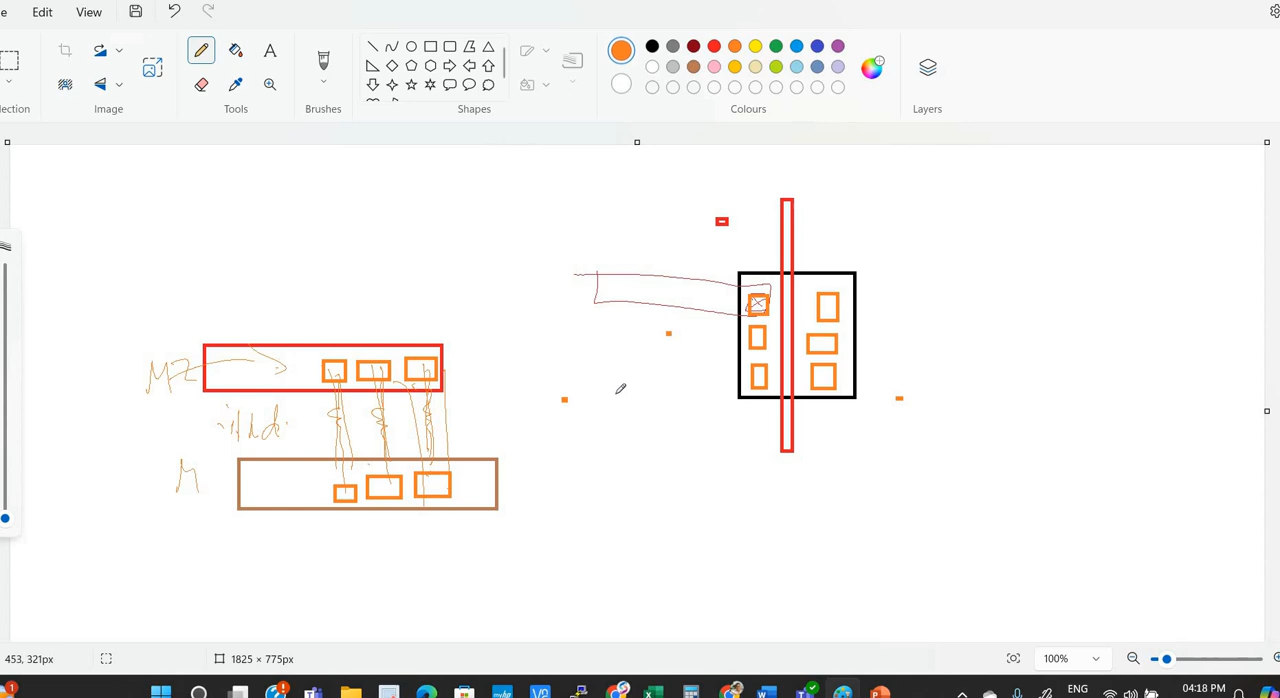 Edit View
Image
Tools
Brushes
Shapes
Colours
Layers
M2
M
453, 321px
1825 × 775px
100%
ENG
04:18 PM